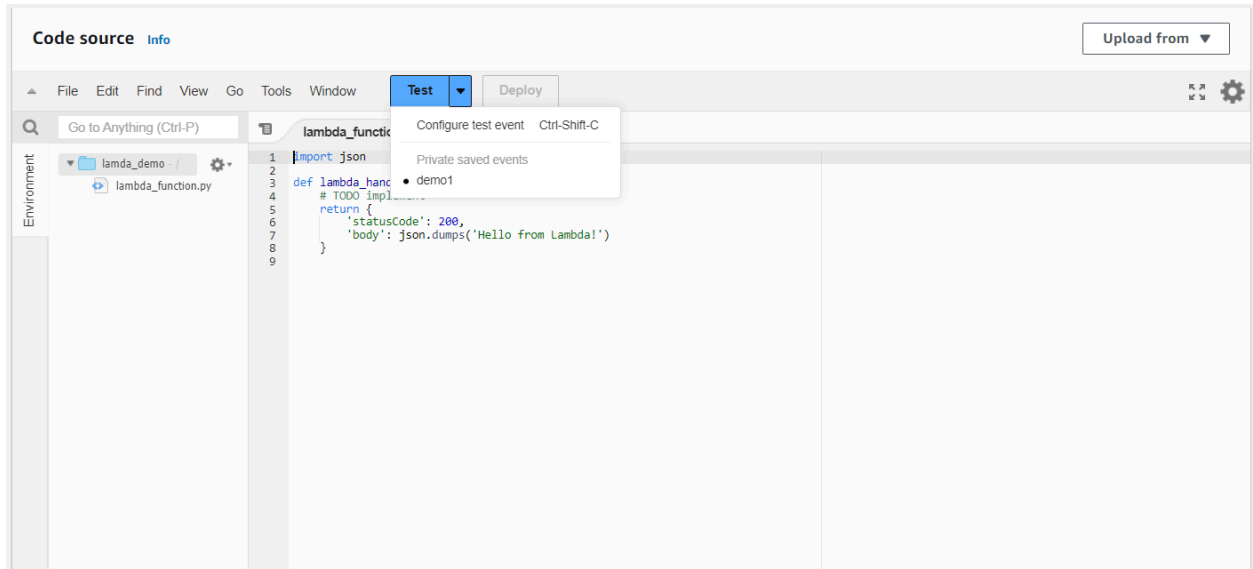 Code source Info
Upload from
File Edit Find View Go Tools Window Test Deploy
Go to Anything (Ctrl-P)
Environment
lamda_demo - /
lambda_function.py
lambda_functio
Configure test event Ctrl-Shift-C
Private saved events
demo1
1 import json
2
3 def lambda_hand
4 # TODO implement
5 return {
6 'statusCode': 200,
7 'body': json.dumps('Hello from Lambda!')
8 }
9